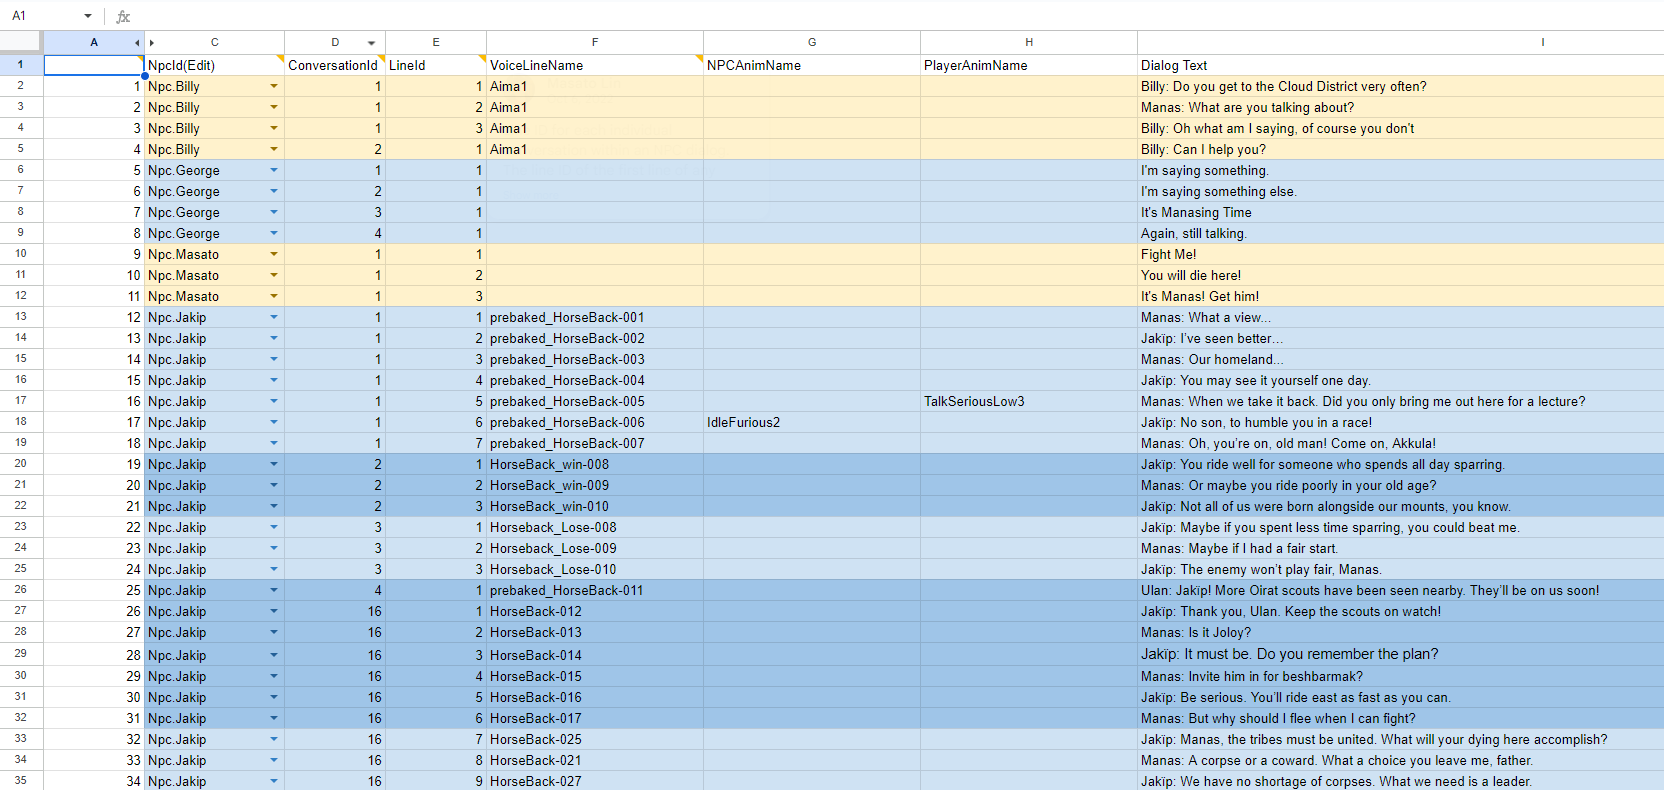 A1 fx
A C D E F G H I
1 NpcId(Edit) ConversationId LineId VoiceLineName NPCAnimName PlayerAnimName Dialog Text
2 1 Npc.Billy 1 1 Aima1 Billy: Do you get to the Cloud District very often?
3 2 Npc.Billy 1 2 Aima1 Manas: What are you talking about?
4 3 Npc.Billy 1 3 Aima1 Billy: Oh what am I saying, of course you don't
5 4 Npc.Billy 2 1 Aima1 Billy: Can I help you?
6 5 Npc.George 1 1 I'm saying something.
7 6 Npc.George 2 1 I'm saying something else.
8 7 Npc.George 3 1 It's Manasing Time
9 8 Npc.George 4 1 Again, still talking.
10 9 Npc.Masato 1 1 Fight Me!
11 10 Npc.Masato 1 2 You will die here!
12 11 Npc.Masato 1 3 It's Manas! Get him!
13 12 Npc.Jakip 1 1 prebaked_HorseBack-001 Manas: What a view...
14 13 Npc.Jakip 1 2 prebaked_HorseBack-002 Jakïp: I've seen better…
15 14 Npc.Jakip 1 3 prebaked_HorseBack-003 Manas: Our homeland...
16 15 Npc.Jakip 1 4 prebaked_HorseBack-004 Jakïp: You may see it yourself one day.
17 16 Npc.Jakip 1 5 prebaked_HorseBack-005 TalkSeriousLow3 Manas: When we take it back. Did you only bring me out here for a lecture?
18 17 Npc.Jakip 1 6 prebaked_HorseBack-006 IdleFurious2 Jakïp: No son, to humble you in a race!
19 18 Npc.Jakip 1 7 prebaked_HorseBack-007 Manas: Oh, you're on, old man! Come on, Akkula!
20 19 Npc.Jakip 2 1 HorseBack_win-008 Jakïp: You ride well for someone who spends all day sparring.
21 20 Npc.Jakip 2 2 HorseBack_win-009 Manas: Or maybe you ride poorly in your old age?
22 21 Npc.Jakip 2 3 HorseBack_win-010 Jakïp: Not all of us were born alongside our mounts, you know.
23 22 Npc.Jakip 3 1 Horseback_Lose-008 Jakïp: Maybe if you spent less time sparring, you could beat me.
24 23 Npc.Jakip 3 2 Horseback_Lose-009 Manas: Maybe if I had a fair start.
25 24 Npc.Jakip 3 3 Horseback_Lose-010 Jakïp: The enemy won't play fair, Manas.
26 25 Npc.Jakip 4 1 prebaked_HorseBack-011 Ulan: Jakïp! More Oirat scouts have been seen nearby. They'll be on us soon!
27 26 Npc.Jakip 16 1 HorseBack-012 Jakïp: Thank you, Ulan. Keep the scouts on watch!
28 27 Npc.Jakip 16 2 HorseBack-013 Manas: Is it Joloy?
29 28 Npc.Jakip 16 3 HorseBack-014 Jakïp: It must be. Do you remember the plan?
30 29 Npc.Jakip 16 4 HorseBack-015 Manas: Invite him in for beshbarmak?
31 30 Npc.Jakip 16 5 HorseBack-016 Jakïp: Be serious. You'll ride east as fast as you can.
32 31 Npc.Jakip 16 6 HorseBack-017 Manas: But why should I flee when I can fight?
33 32 Npc.Jakip 16 7 HorseBack-025 Jakïp: Manas, the tribes must be united. What will your dying here accomplish?
34 33 Npc.Jakip 16 8 HorseBack-021 Manas: A corpse or a coward. What a choice you leave me, father.
35 34 Npc.Jakip 16 9 HorseBack-027 Jakïp: We have no shortage of corpses. What we need is a leader.